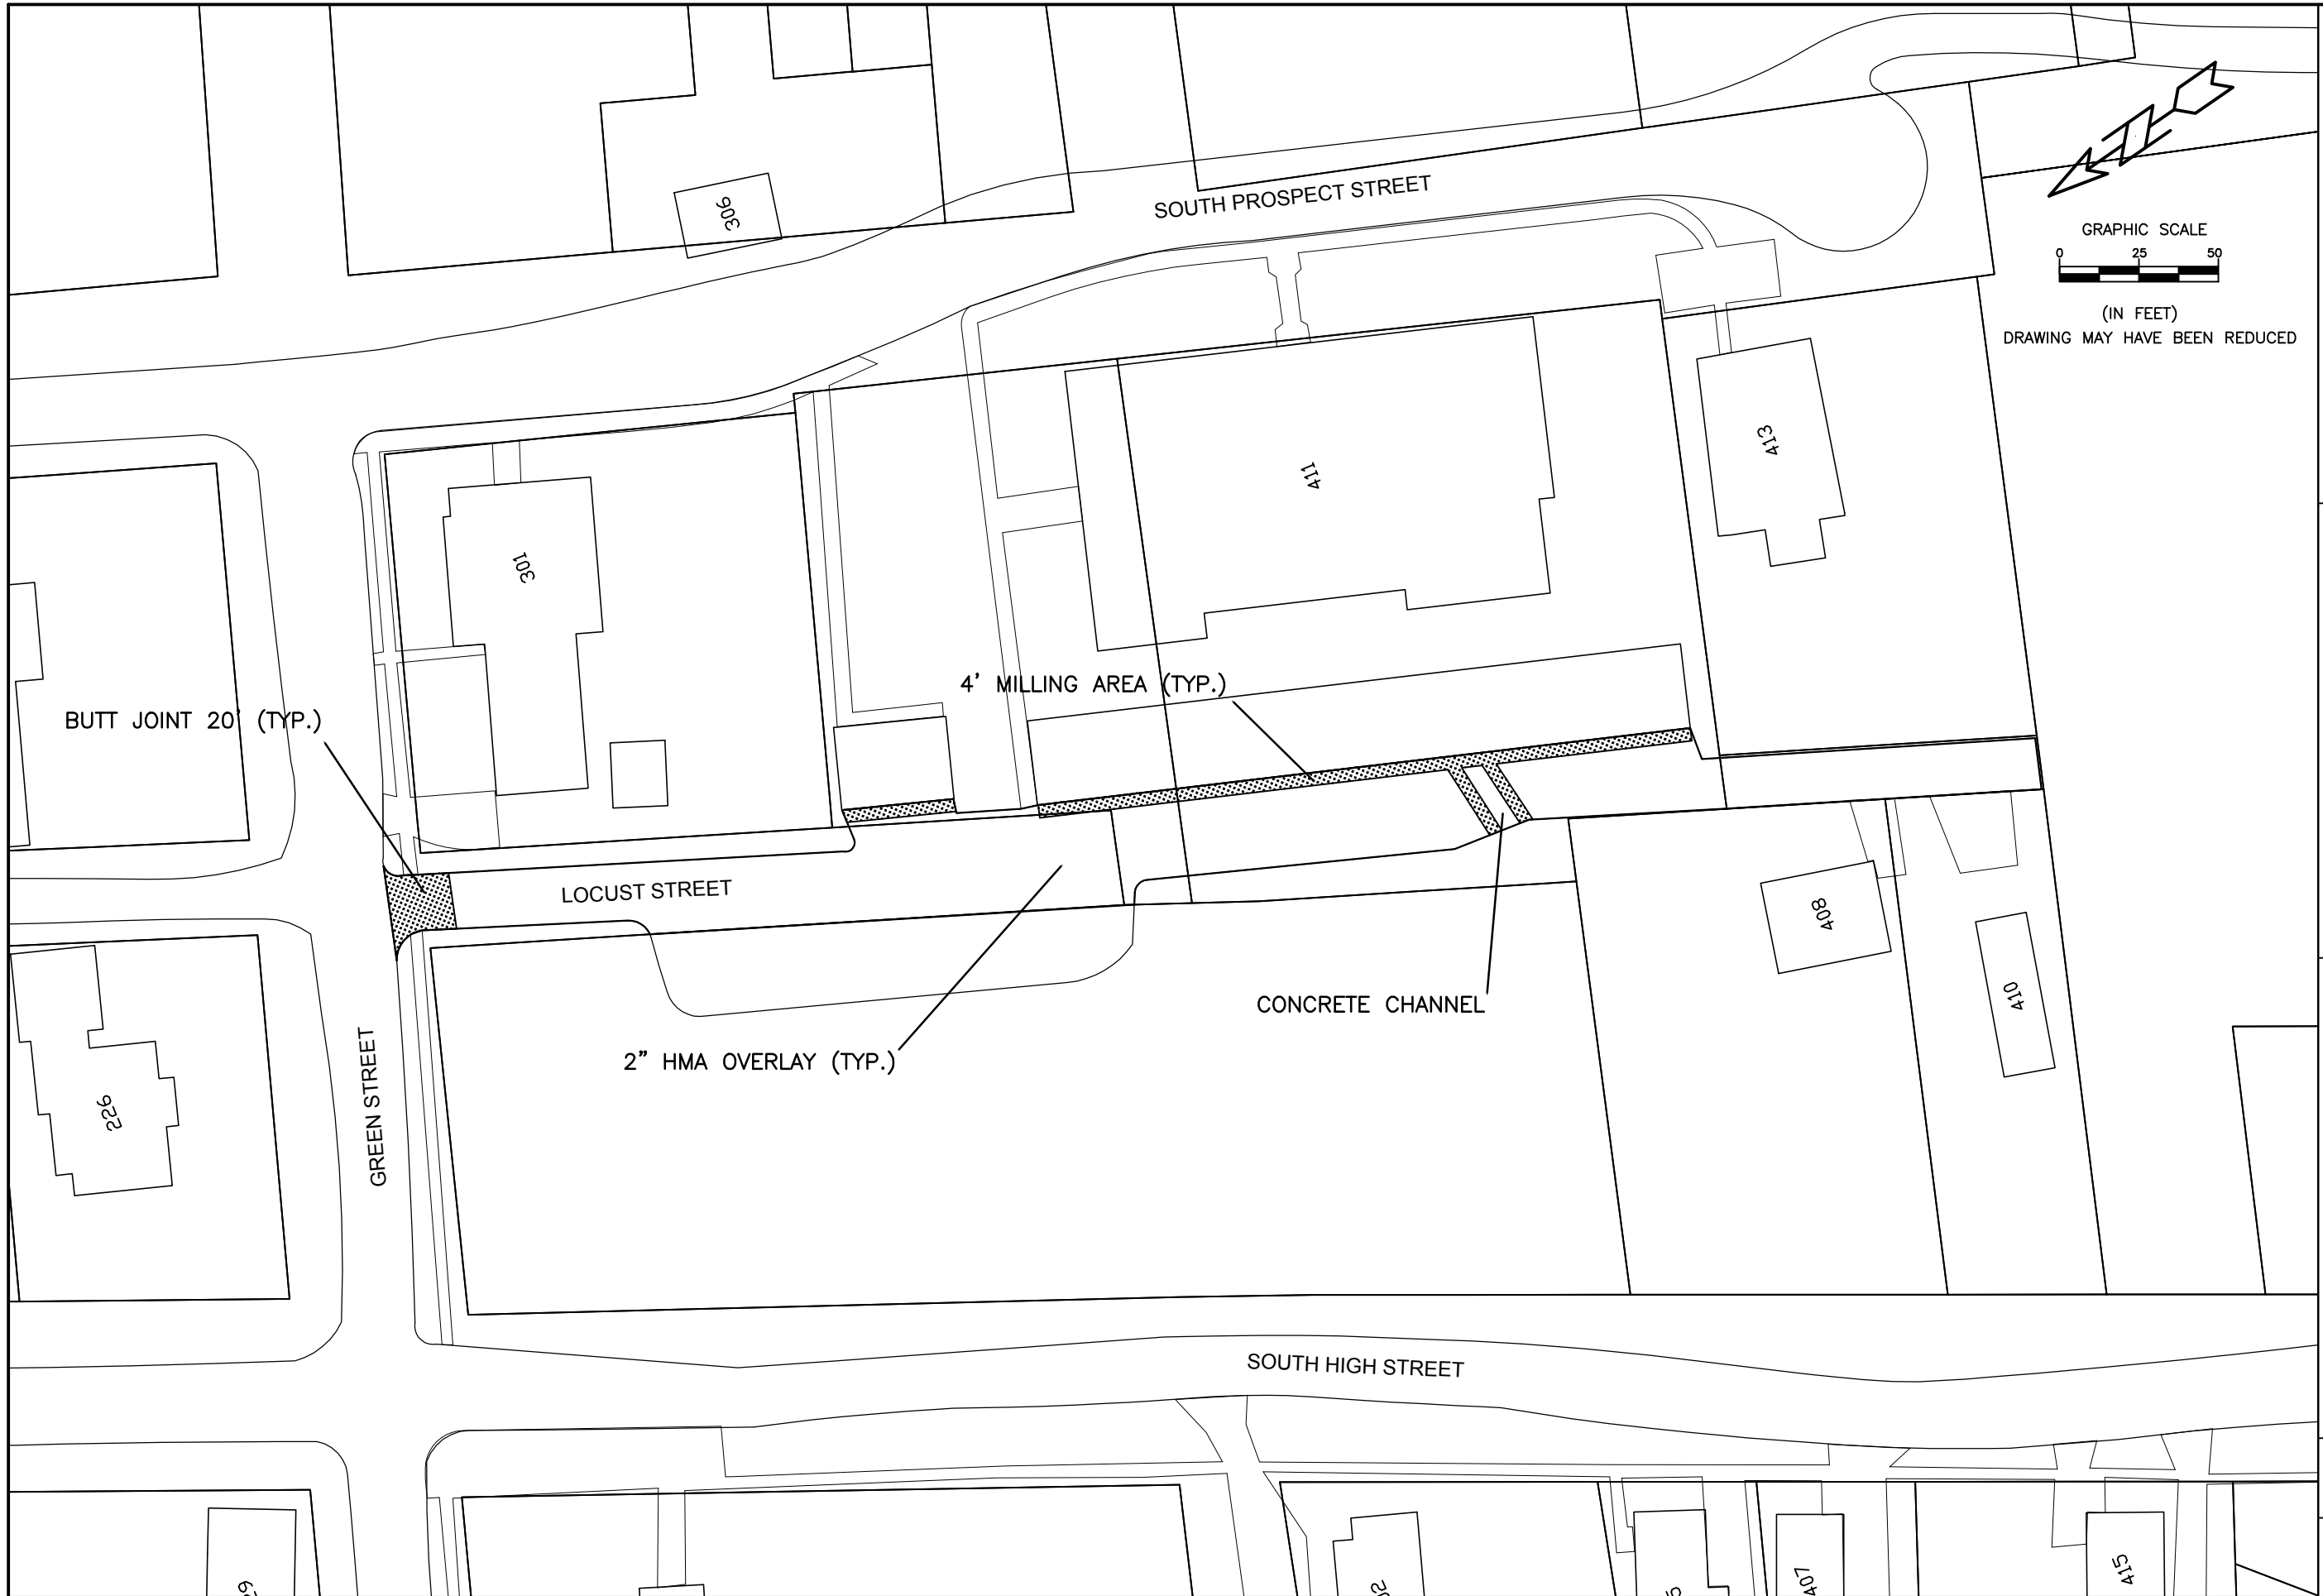 306
SOUTH PROSPECT STREET
N
GRAPHIC SCALE
0 25 50
(IN FEET)
DRAWING MAY HAVE BEEN REDUCED
413
411
301
4' MILLING AREA (TYP.)
BUTT JOINT 20' (TYP.)
LOCUST STREET
408
410
CONCRETE CHANNEL
2" HMA OVERLAY (TYP.)
GREEN STREET
226
SOUTH HIGH STREET
407
415